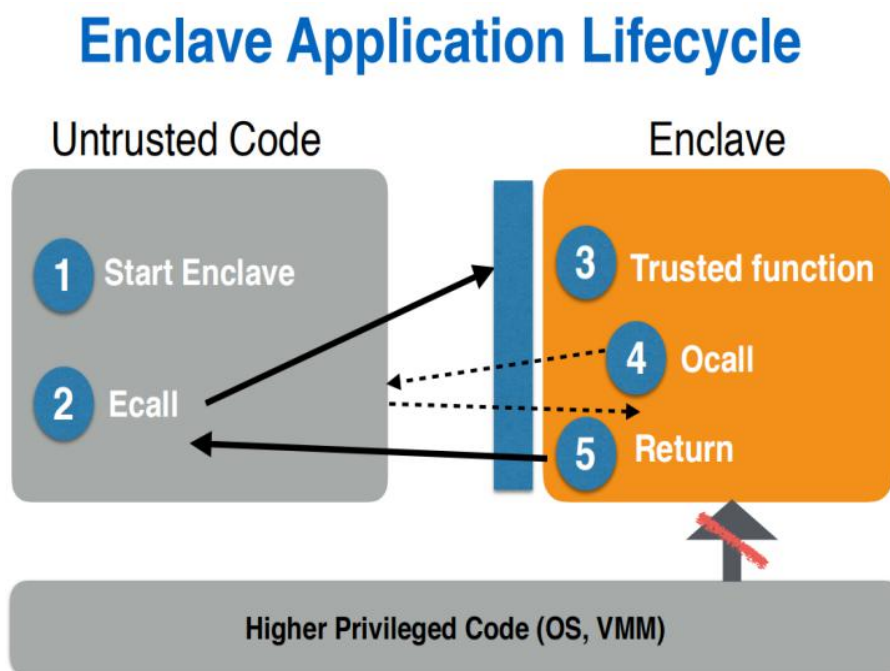 Enclave Application Lifecycle
Untrusted Code
Enclave
1 Start Enclave
2 Ecall
3 Trusted function
4 Ocall
5 Return
Higher Privileged Code (OS, VMM)